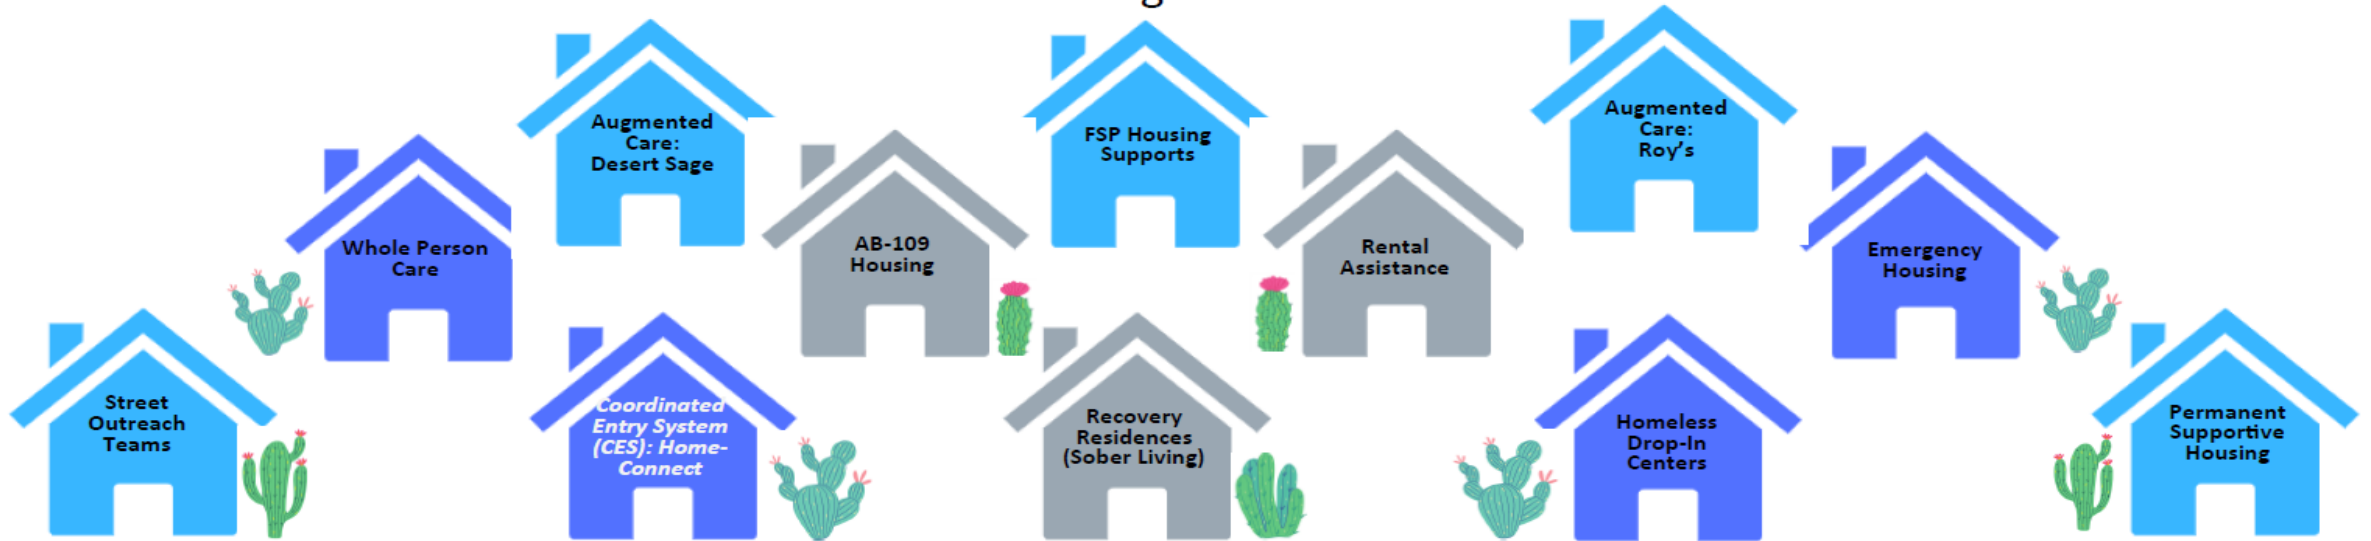 Augmented
Care:
Desert Sage
FSP Housing
Supports
Augmented
Care:
Roy's
Whole Person
Care
AB-109
Housing
Rental
Assistance
Emergency
Housing
Street
Outreach
Teams
Coordinated
Entry System
(CES): Home-
Connect
Recovery
Residences
(Sober Living)
Homeless
Drop-In
Centers
Permanent
Supportive
Housing